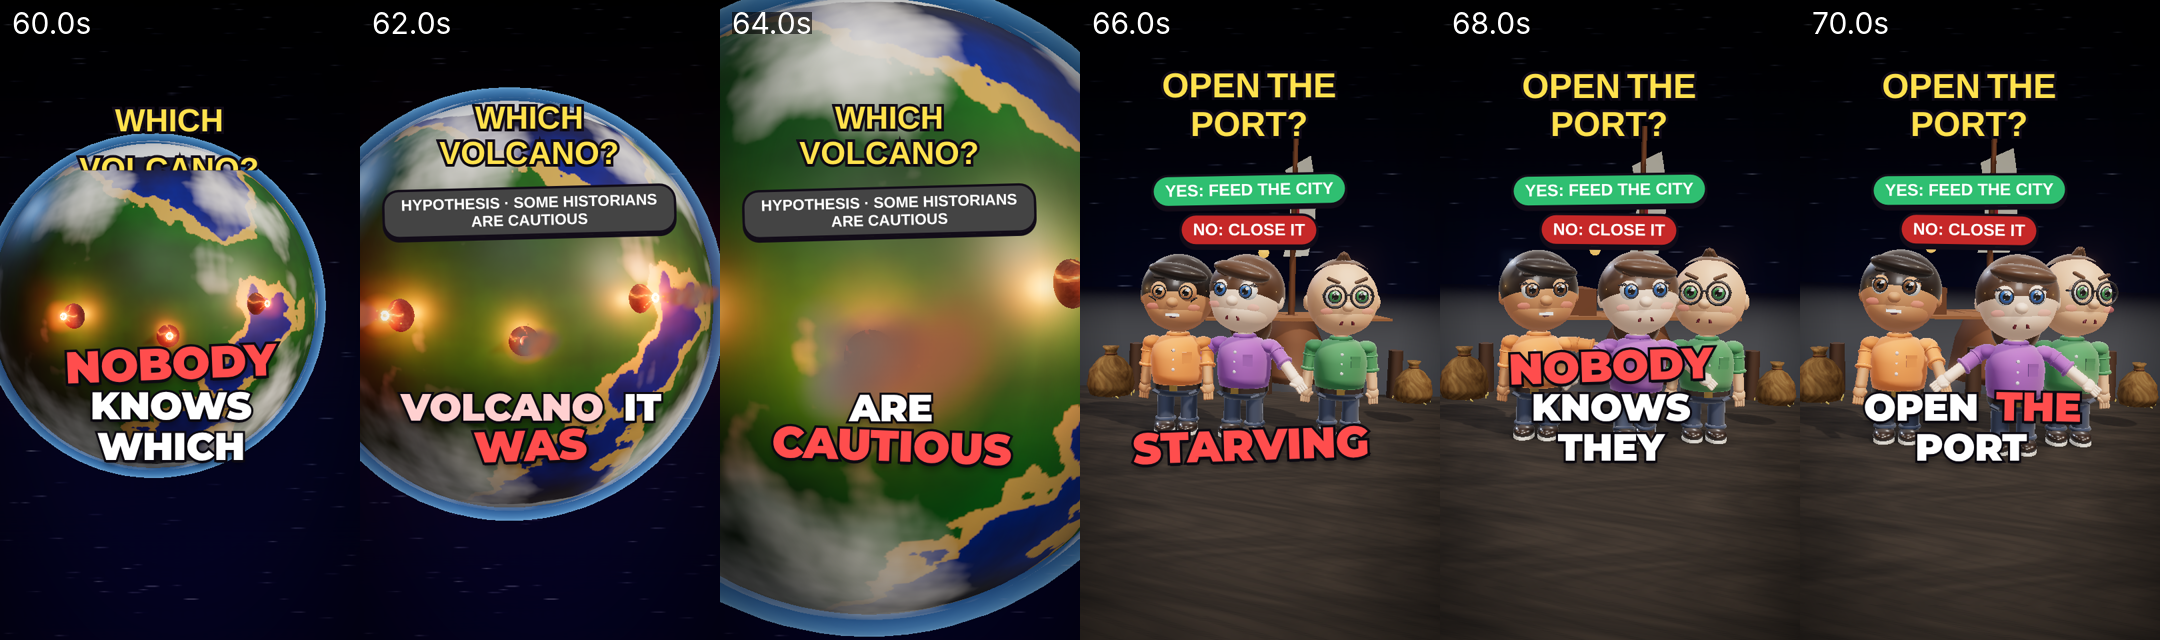 60.0s
WHICH
VOLCANO?
NOBODY
KNOWS
WHICH
62.0s
WHICH
VOLCANO?
HYPOTHESIS · SOME HISTORIANS
ARE CAUTIOUS
VOLCANO IT
WAS
64.0s
WHICH
VOLCANO?
HYPOTHESIS · SOME HISTORIANS
ARE CAUTIOUS
ARE
CAUTIOUS
66.0s
OPEN THE
PORT?
YES: FEED THE CITY
NO: CLOSE IT
STARVING
68.0s
OPEN THE
PORT?
YES: FEED THE CITY
NO: CLOSE IT
NOBODY
KNOWS
THEY
70.0s
OPEN THE
PORT?
YES: FEED THE CITY
NO: CLOSE IT
OPEN THE
PORT